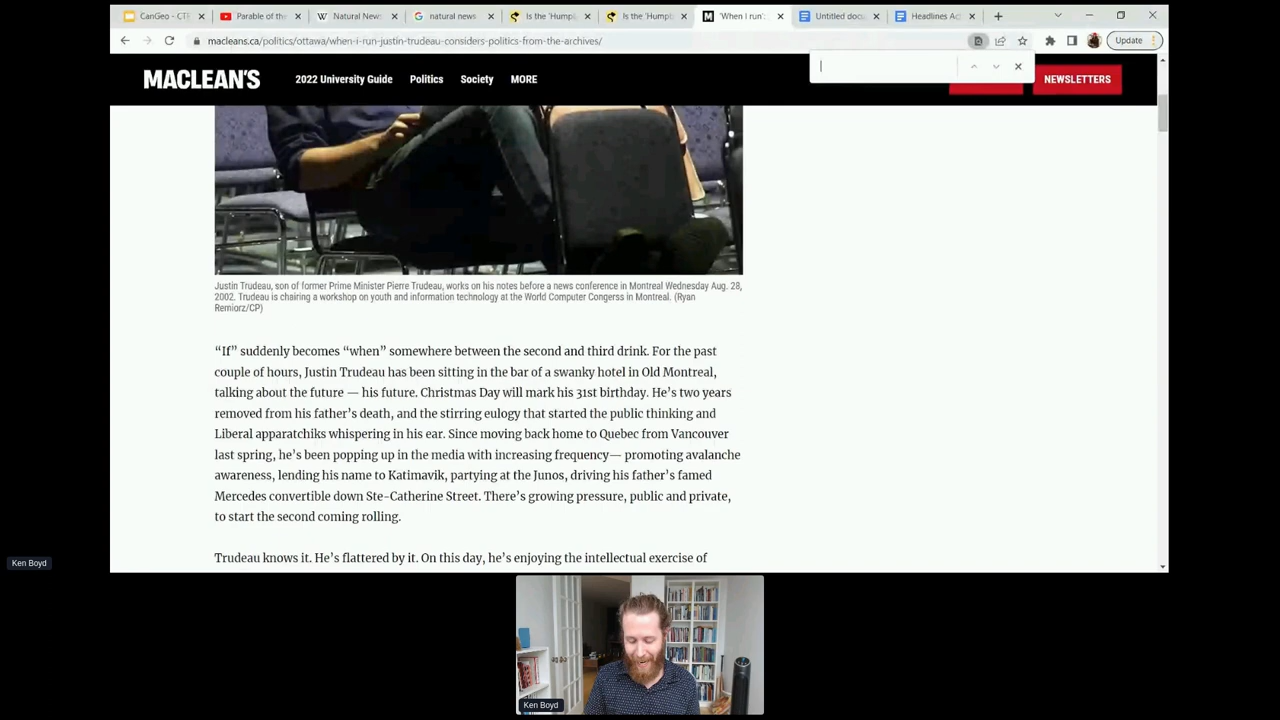 CanGeo - CTR
Parable of the
Natural News
natural news
Is the 'Humpb
Is the 'Humpb
'When I run':
Untitled docu
Headlines Act
macleans.ca/politics/ottawa/when-i-run-justin-trudeau-considers-politics-from-the-archives/
Update
MACLEAN'S
2022 University Guide
Politics
Society
MORE
NEWSLETTERS
Justin Trudeau, son of former Prime Minister Pierre Trudeau, works on his notes before a news conference in Montreal Wednesday Aug. 28,
2002. Trudeau is chairing a workshop on youth and information technology at the World Computer Congerss in Montreal. (Ryan
Remiorz/CP)
“If” suddenly becomes “when” somewhere between the second and third drink. For the past
couple of hours, Justin Trudeau has been sitting in the bar of a swanky hotel in Old Montreal,
talking about the future — his future. Christmas Day will mark his 31st birthday. He’s two years
removed from his father’s death, and the stirring eulogy that started the public thinking and
Liberal apparatchiks whispering in his ear. Since moving back home to Quebec from Vancouver
last spring, he’s been popping up in the media with increasing frequency— promoting avalanche
awareness, lending his name to Katimavik, partying at the Junos, driving his father’s famed
Mercedes convertible down Ste-Catherine Street. There’s growing pressure, public and private,
to start the second coming rolling.
Trudeau knows it. He’s flattered by it. On this day, he’s enjoying the intellectual exercise of
Ken Boyd
Ken Boyd